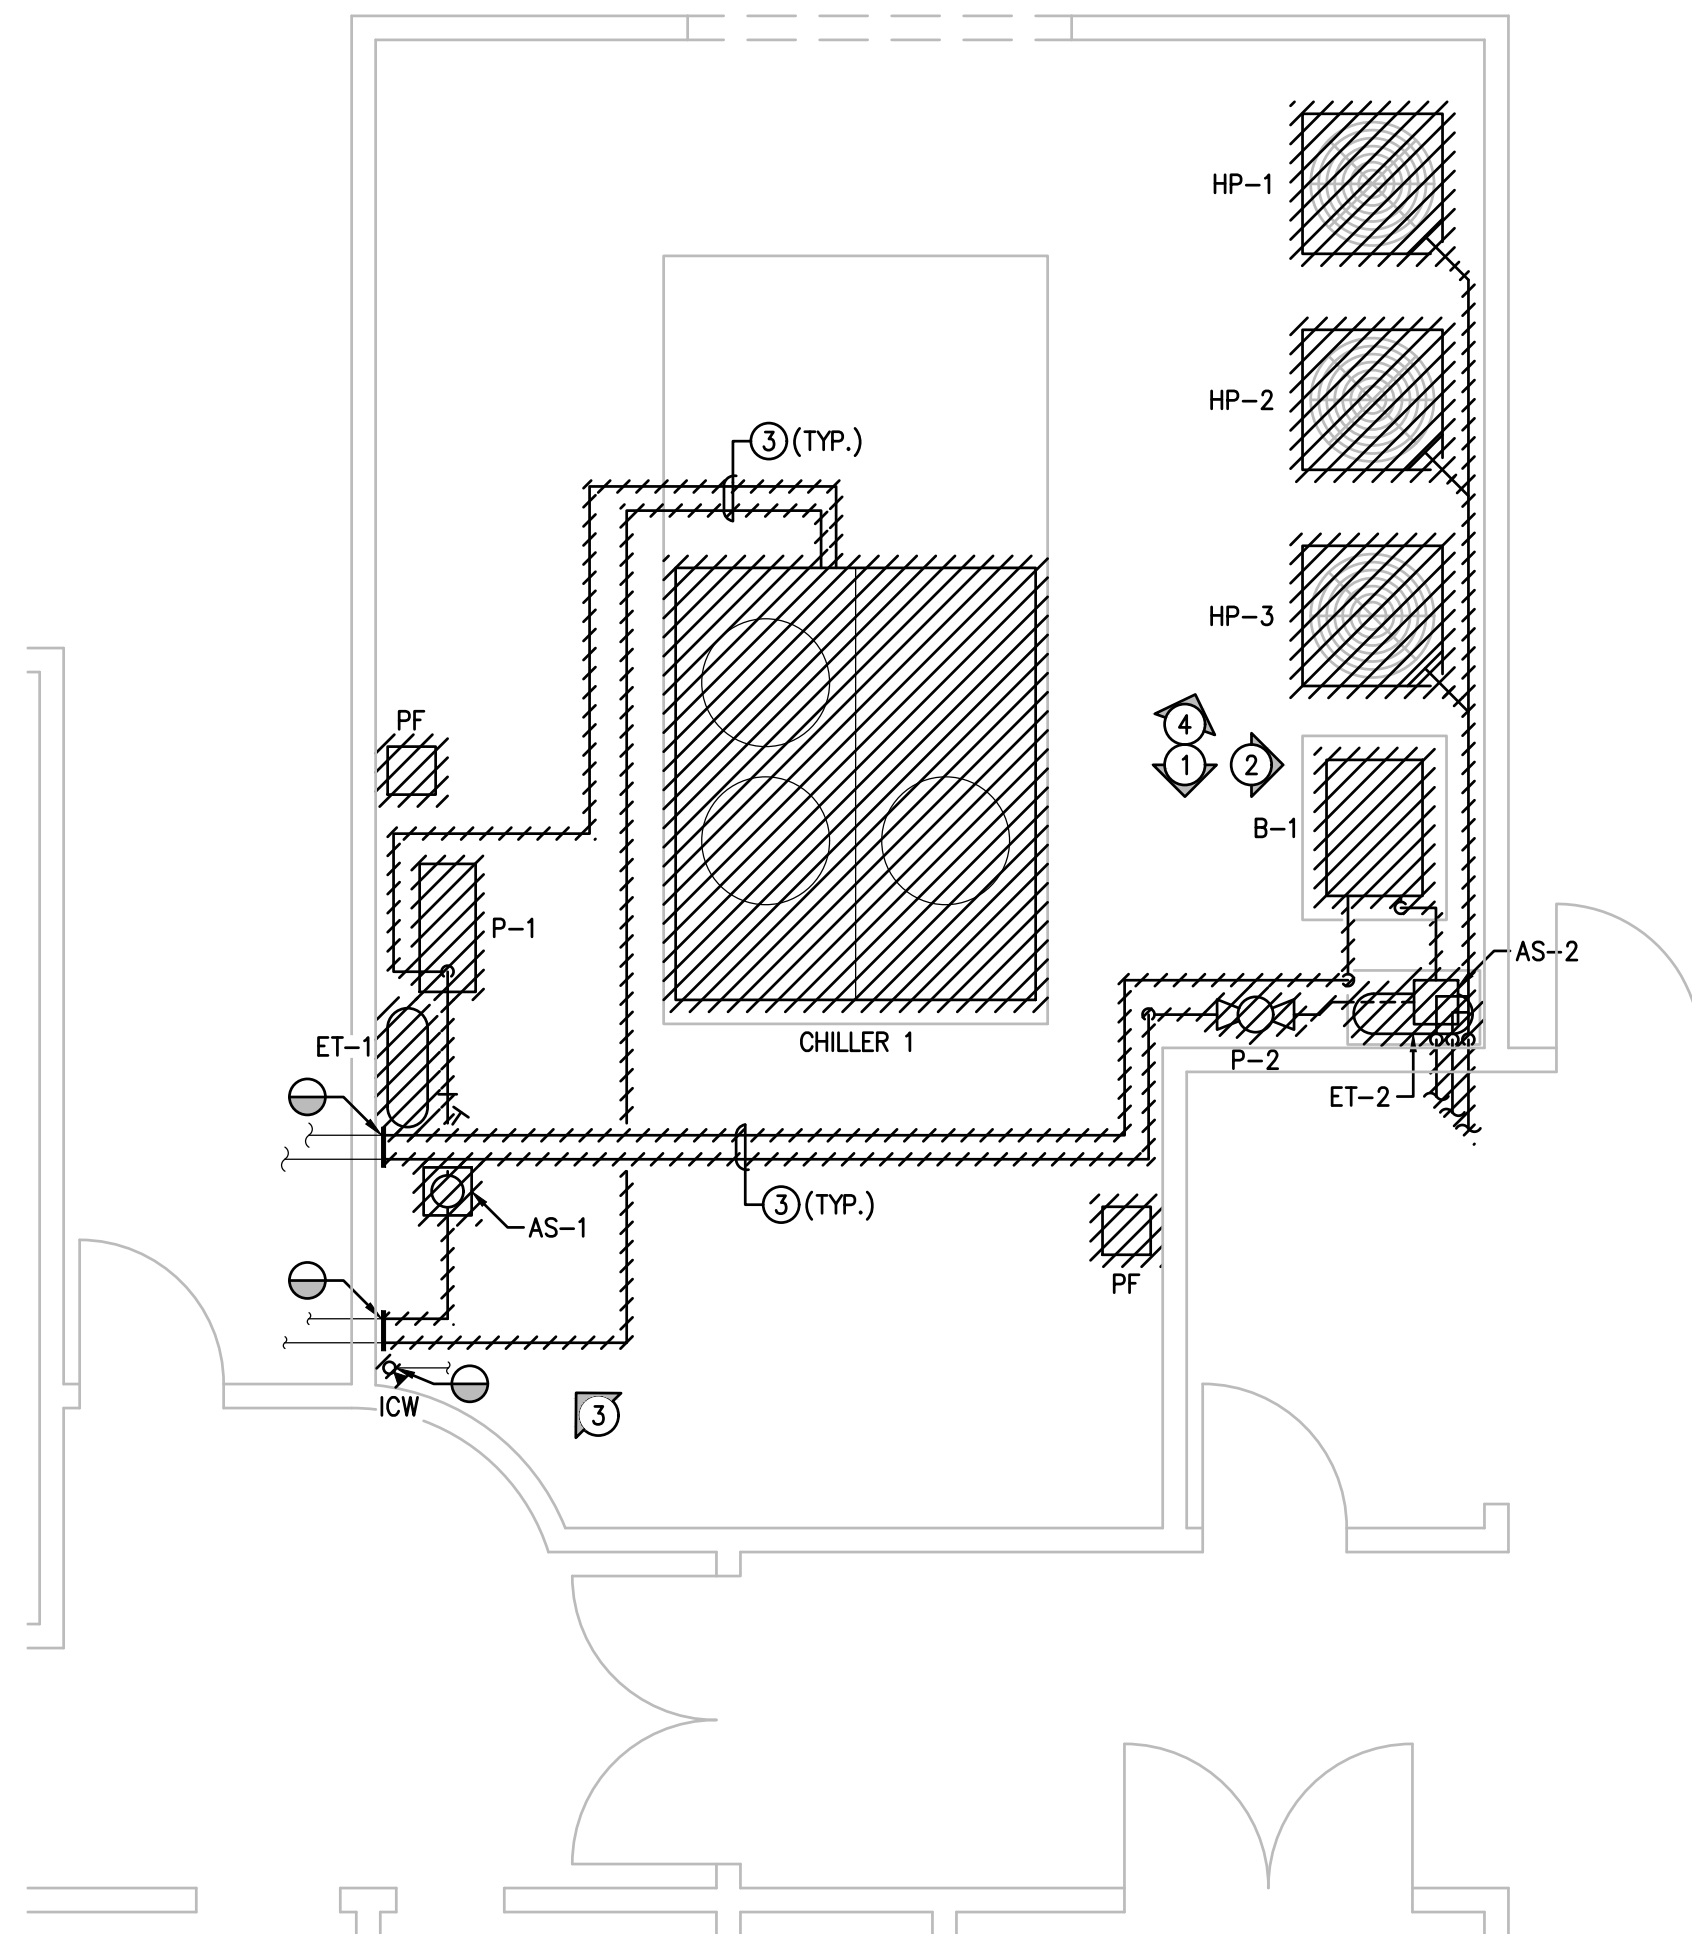 HP-1
HP-2
3 (TYP.)
HP-3
4
PF
1
2
B-1
P-1
AS-2
CHILLER 1
ET-1
P-2
ET-2
3 (TYP.)
AS-1
PF
ICW
3